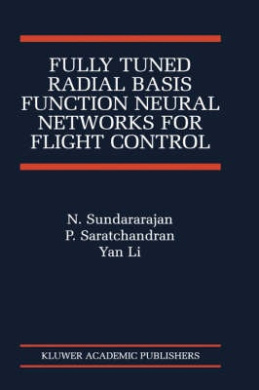 FULLY TUNED
RADIAL BASIS
FUNCTION NEURAL
NETWORKS FOR
FLIGHT CONTROL
N. Sundararajan
P. Saratchandran
Yan Li
KLUWER ACADEMIC PUBLISHERS